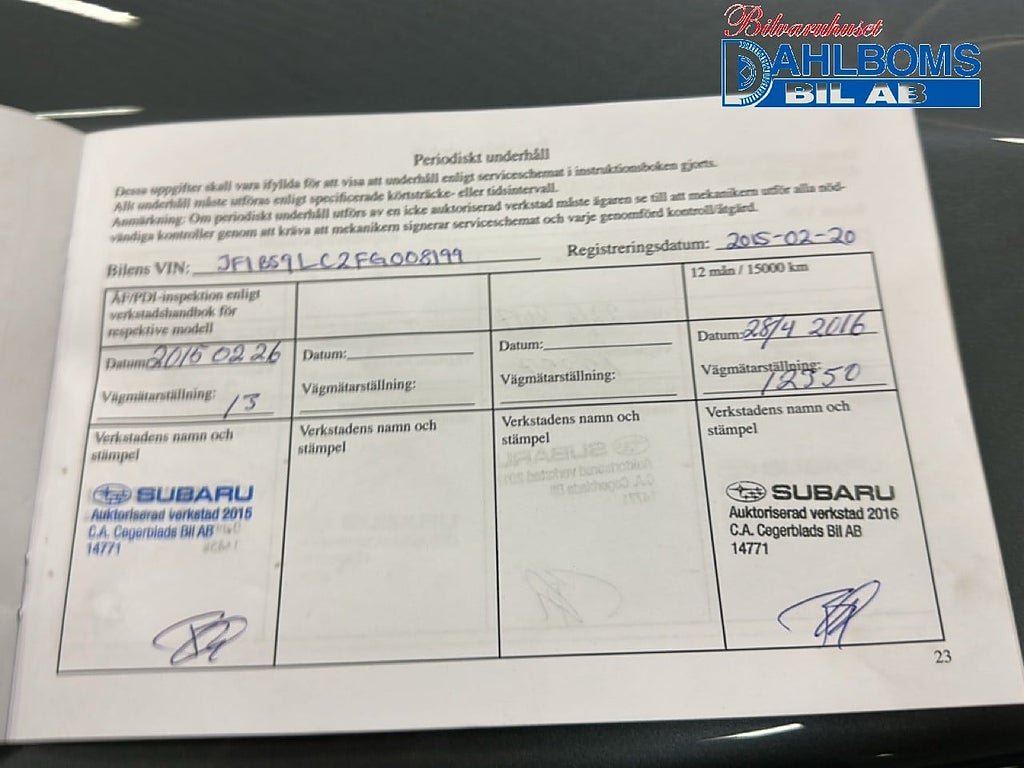 Bilvaruhuset
DAHLBOMS
BIL AB
Periodiskt underhåll
Dessa uppgifter skall vara ifyllda för att visa att underhåll enligt serviceschemat i instruktionsboken gjorts.
Allt underhåll måste utföras enligt specificerade körsträcke- eller tidsintervall.
Anmärkning: Om periodiskt underhåll utförs av en icke auktoriserad verkstad måste ägaren se till att mekanikern utför alla nöd-
vändiga kontroller genom att kräva att mekanikern signerar serviceschemat och varje genomförd kontroll/åtgärd.
Bilens VIN: JF1BS9LC2FG008199 Registreringsdatum: 2015-02-20
ÄF/PDI-inspektion enligt
verkstadshandbok för
respektive modell
Datum: 2015 02 26
Vägmätarställning:
13
Verkstadens namn och
stämpel
SUBARU
Auktoriserad verkstad 2015
C.A. Cegerblads Bil AB
14771
Datum:
Vägmätarställning:
Verkstadens namn och
stämpel
Datum:
Vägmätarställning:
Verkstadens namn och
stämpel
12 mån / 15000 km
Datum: 28/4 2016
Vägmätarställning:
12350
Verkstadens namn och
stämpel
SUBARU
Auktoriserad verkstad 2016
C.A. Cegerblads Bil AB
14771
23